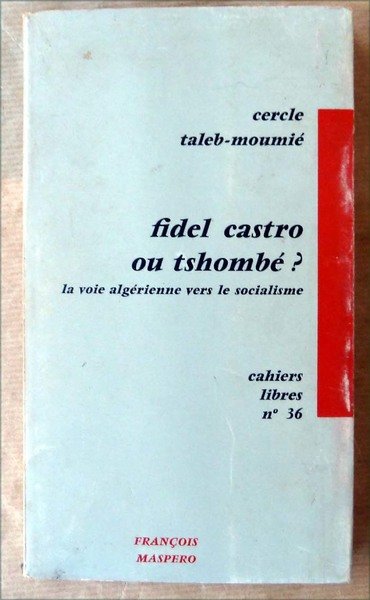 cercle
taleb-moumié
fidel castro
ou tshombé ?
la voie algérienne vers le socialisme
cahiers
libres
n° 36
FRANÇOIS
MASPERO